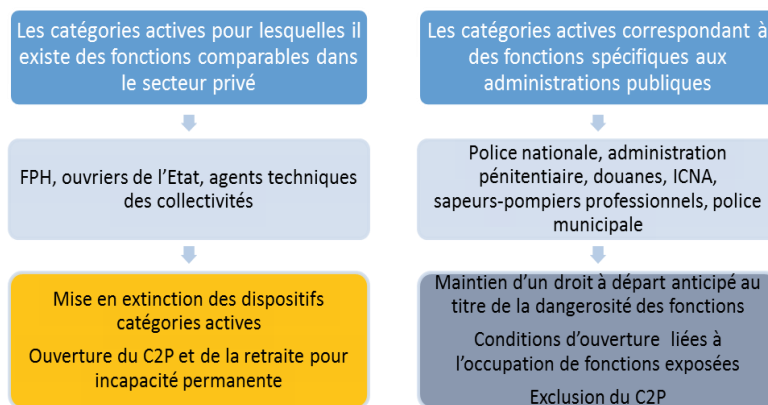 Les catégories actives pour lesquelles il
existe des fonctions comparables dans
le secteur privé
FPH, ouvriers de l'Etat, agents techniques
des collectivités
Mise en extinction des dispositifs
catégories actives
Ouverture du C2P et de la retraite pour
incapacité permanente
Les catégories actives correspondant à
des fonctions spécifiques aux
administrations publiques
Police nationale, administration
pénitentiaire, douanes, ICNA,
sapeurs-pompiers professionnels, police
municipale
Maintien d'un droit à départ anticipé au
titre de la dangerosité des fonctions
Conditions d'ouverture liées à
l'occupation de fonctions exposées
Exclusion du C2P